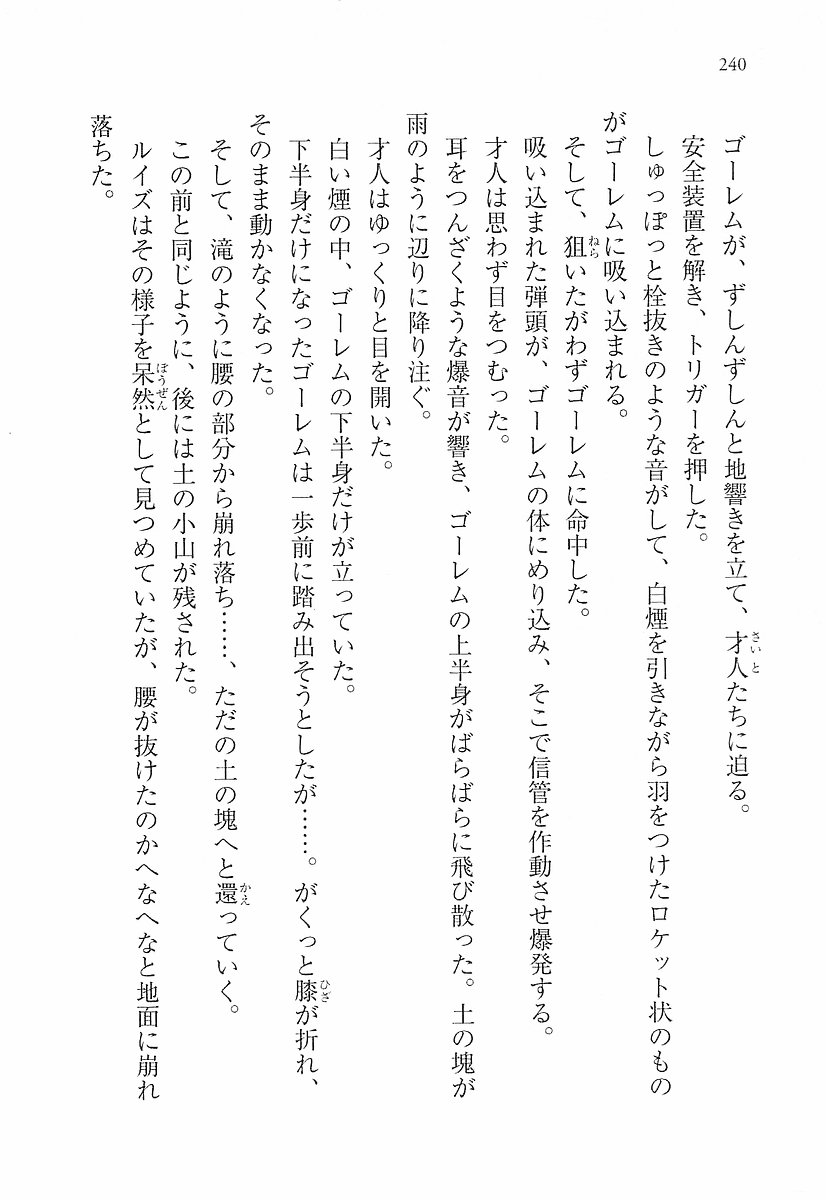 240
ゴーレムが、ずしんずしんと地響きを立て、才人たちに迫る。
安全装置を解き、トリガーを押した。
しゅっぽっと栓抜きのような音がして、白煙を引きながら羽をつけたロケット状のもの
がゴーレムに吸い込まれる。
そして、狙いたがわずゴーレムに命中した。
吸い込まれた弾頭が、ゴーレムの体にめり込み、そこで信管を作動させ爆発する。
才人は思わず目をつむった。
耳をつんざくような爆音が響き、ゴーレムの上半身がばらばらに飛び散った。土の塊が
雨のように辺りに降り注ぐ。
才人はゆっくりと目を開いた。
白い煙の中、ゴーレムの下半身だけが立っていた。
下半身だけになったゴーレムは一歩前に踏み出そうとしたが……。がくっと膝が折れ、
そのまま動かなくなった。
そして、滝のように腰の部分から崩れ落ち……、ただの土の塊へと還っていく。
この前と同じように、後には土の小山が残された。
ルイズはその様子を呆然として見つめていたが、腰が抜けたのかへなへなと地面に崩れ
落ちた。